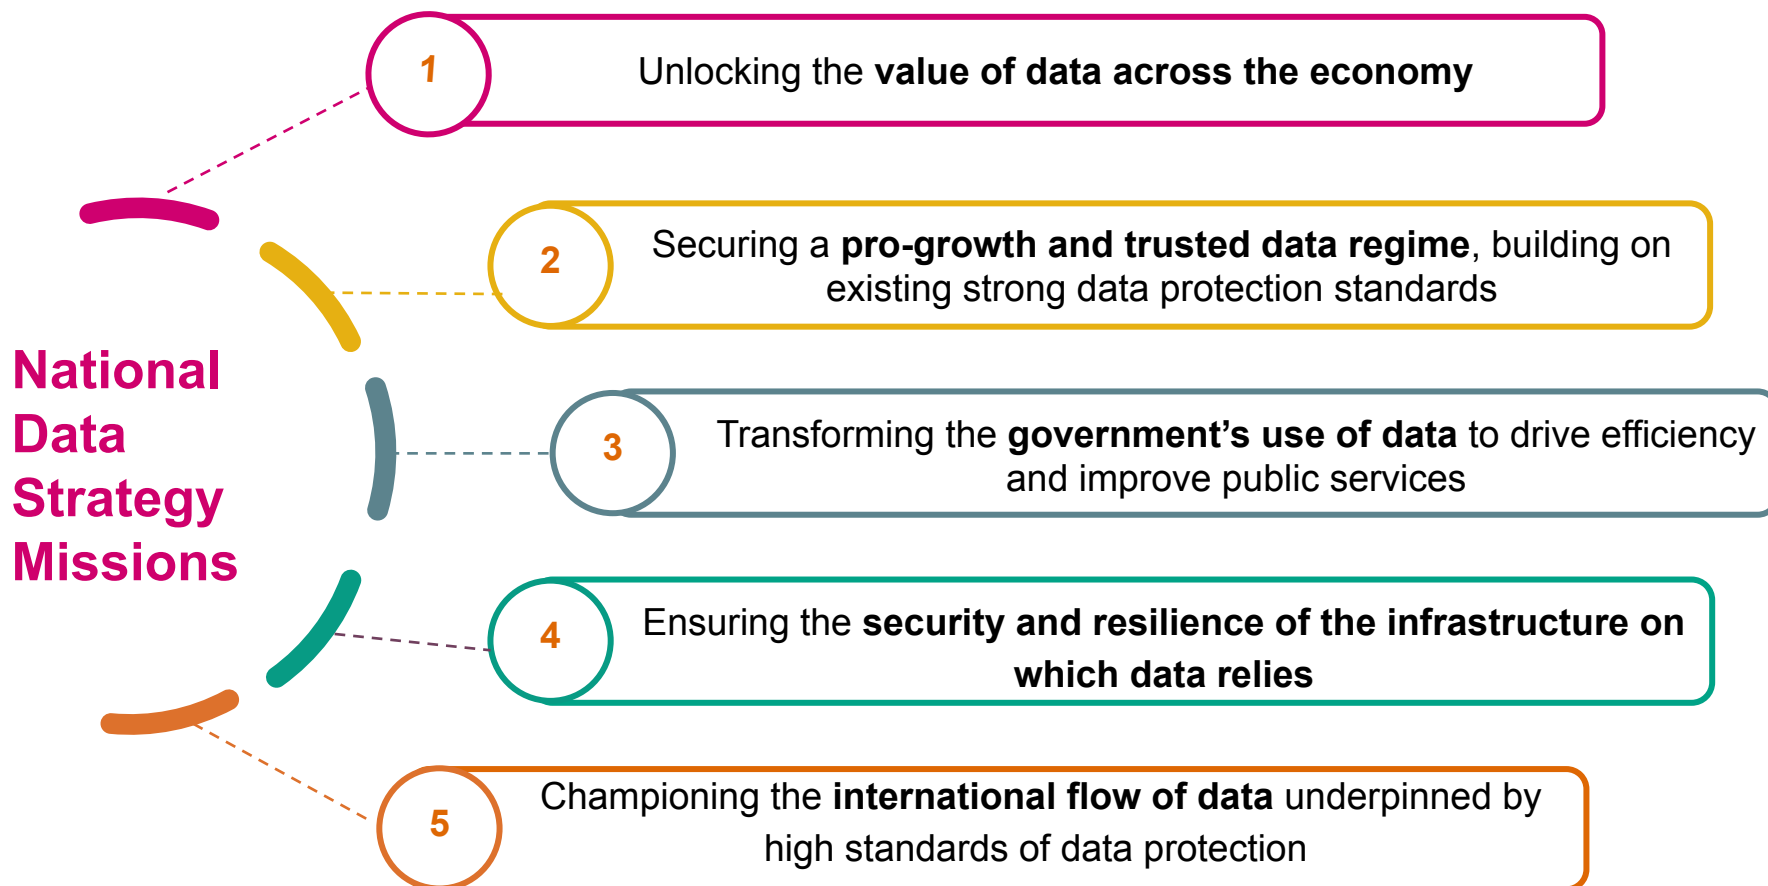 National
Data
Strategy
Missions
1
Unlocking the value of data across the economy
2
Securing a pro-growth and trusted data regime, building on
existing strong data protection standards
3
Transforming the government’s use of data to drive efficiency
and improve public services
4
Ensuring the security and resilience of the infrastructure on
which data relies
5
Championing the international flow of data underpinned by
high standards of data protection